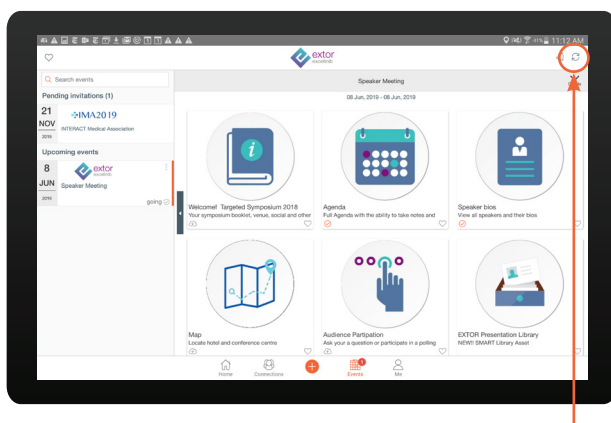 41% 11:12 AM
extor
excelinib
Search events
Speaker Meeting
Pending invitations (1)
08 Jun, 2019 - 08 Jun, 2019
21
NOV
2019
IMA2019
INTERACT Medical Association
Upcoming events
8
JUN
2019
extor
excelinib
Speaker Meeting
going
Welcome! Targeted Symposium 2018
Your symposium booklet, venue, social and other
Agenda
Full Agenda with the ability to take notes and
Speaker bios
View all speakers and their bios
Map
Locate hotel and conference centre
Audience Partipation
Ask your a question or participate in a polling
EXTOR Presentation Library
NEW!! SMART Library Asset
Home
Connections
1
Events
Me